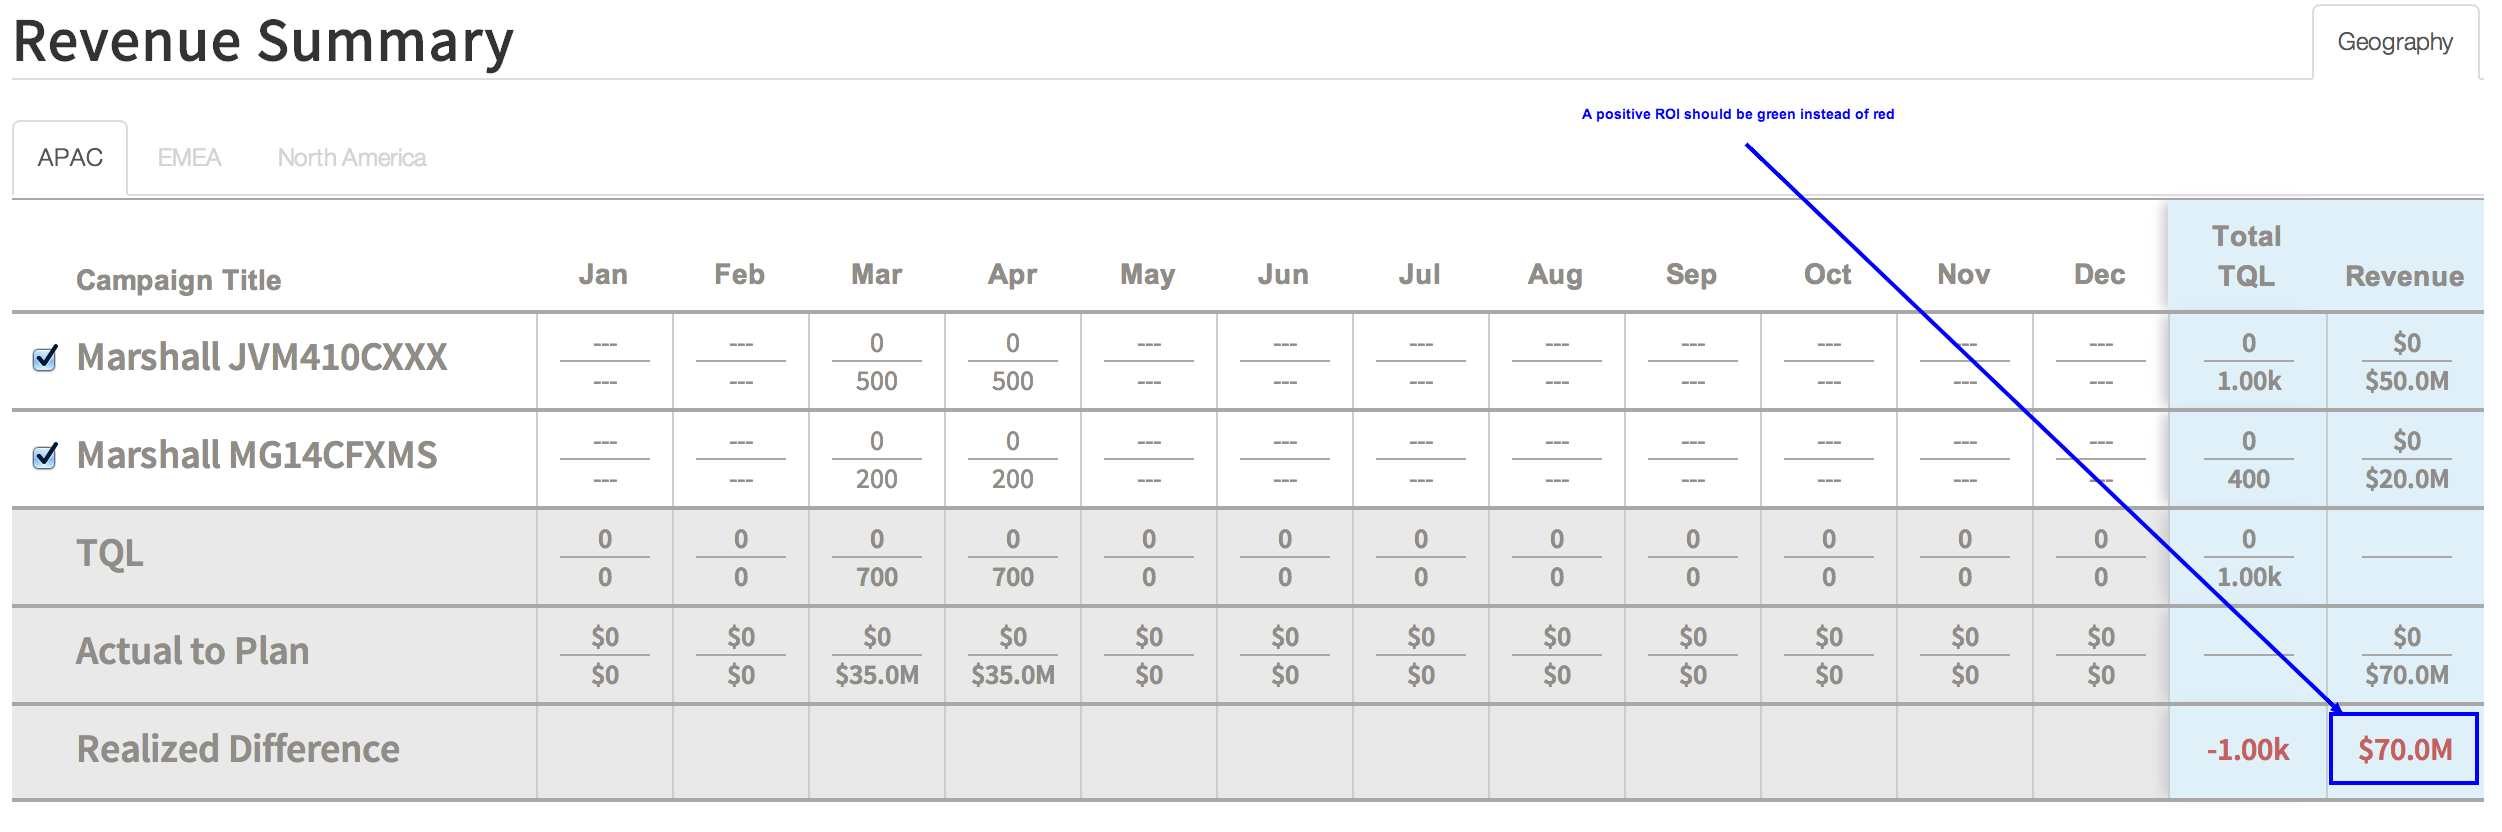 Revenue Summary
Geography
A positive ROI should be green instead of red
APAC EMEA North America
Campaign Title Jan Feb Mar Apr May Jun Jul Aug Sep Oct Nov Dec Total TQL Revenue
Marshall JVM410CXXX --- --- 0 0 --- --- --- --- --- --- --- --- 0 $0
--- --- 500 500 --- --- --- --- --- --- --- --- 1.00k $50.0M
Marshall MG14CFXMS --- --- 0 0 --- --- --- --- --- --- --- --- 0 $0
--- --- 200 200 --- --- --- --- --- --- --- --- 400 $20.0M
TQL 0 0 0 0 0 0 0 0 0 0 0 0 0
0 0 700 700 0 0 0 0 0 0 0 0 1.00k
Actual to Plan $0 $0 $0 $0 $0 $0 $0 $0 $0 $0 $0 $0 $0
$0 $0 $35.0M $35.0M $0 $0 $0 $0 $0 $0 $0 $0 $70.0M
Realized Difference -1.00k $70.0M